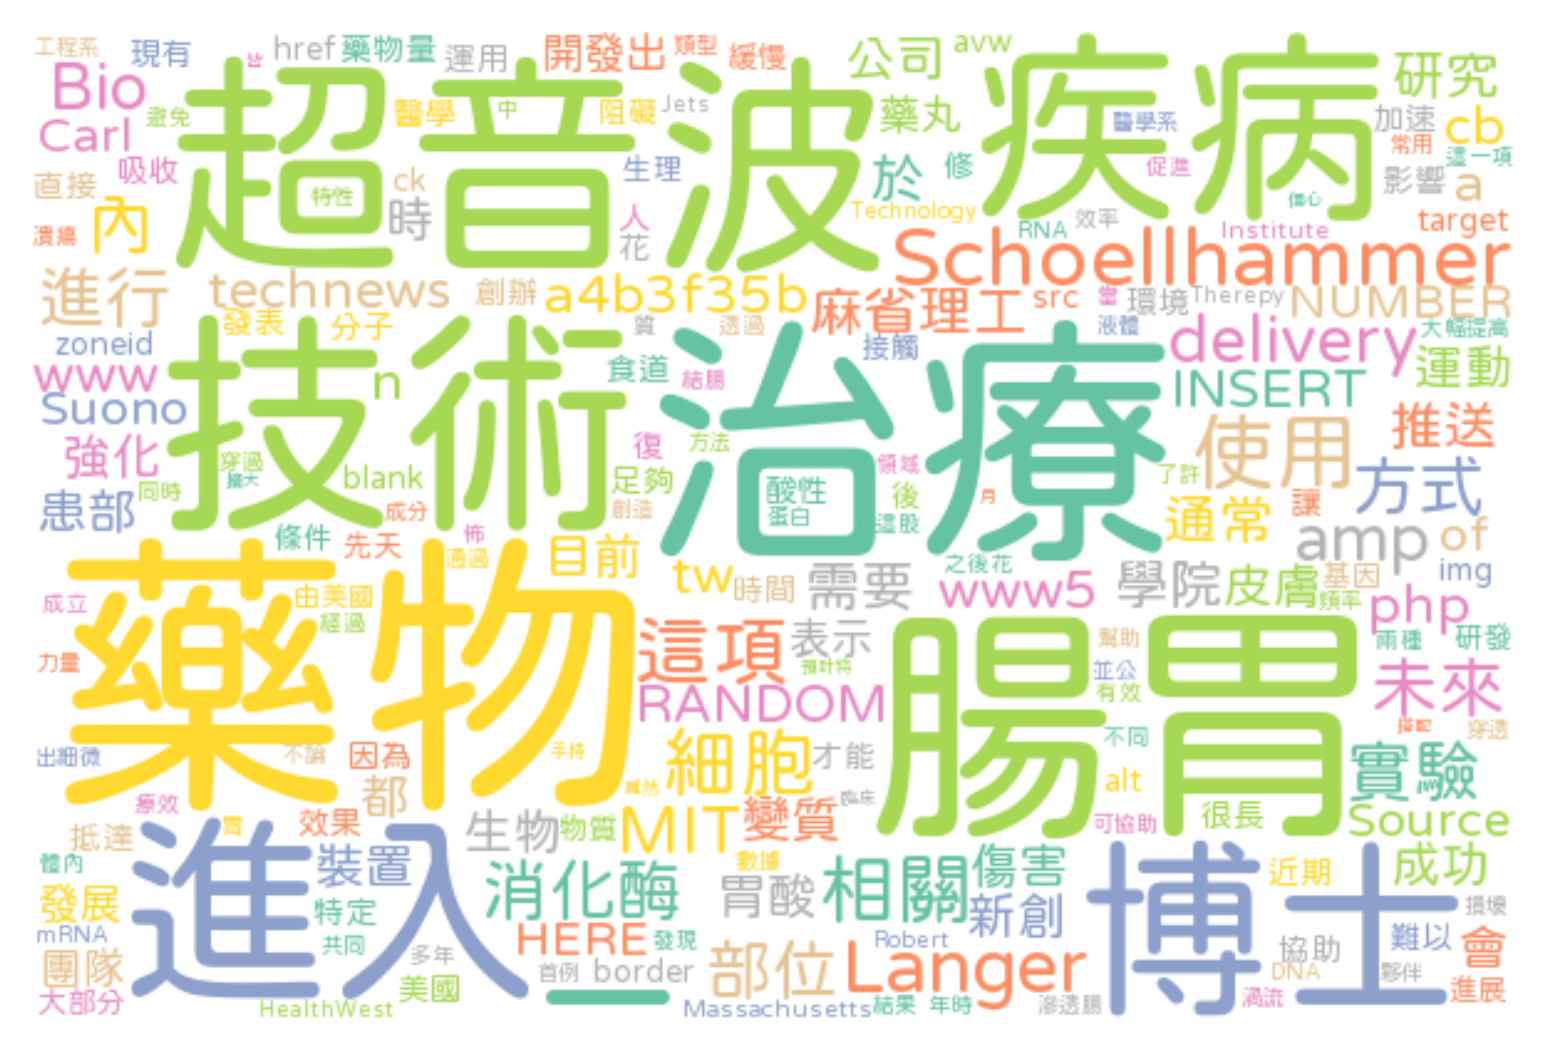 工程系 現有 href 藥物量 運用 開發出 類型 緩慢 公司 avw 研究
Bio 避免 超音波 醫學 中 阻礙 Jets 藥丸 疾病 醫學系 加速 cb
Carl 吸收 生理 於 修 促進 常用 這一項
直接 特性 ck 時 人 花 Technology 效率 信心 影響 a
潰瘍 內 RNA Institute target
Schoellhammer
進行 technews 創辦 a4b3f35b 麻省理工 src 當 環境 Therepy NUMBER
發表 分子 質 透過 接觸 液體 delivery 大幅提高
zoneid 技術 n 食道 結腸 治療 運動
www INSERT
Suono 推送
強化 穿過 blank 復 方法 領域 了許 使用 方式
患部 同時 擴大 成分 足夠 創造 酸性 蛋白 後 這股 月 通常 讓
條件 先天 佈 通過 目前 之後花 amp of
藥物 tw 時間 需要 www5 學院 皮膚 基因 頻率 img
成立 由美國 經過 php
力量 這項 表示 預計將 腸胃 幫助 並公 有效 兩種 研發
RANDOM 未來
出細微 不論 因為 手持 細胞 才能 不同 搭配 穿透
都 alt 實驗
療效 胃 效果 生物 物質 MIT 變質 臨床 可協助 很長 Source
抵達 數據
體內 進入 裝置 消化酶 胃酸 相關 傷害 博士 近期 成功
發展 特定 新創 損壞
mRNA 共同 HERE 發現 Robert 協助 難以 會
團隊 多年 首例 border 部位 Langer DNA 夥伴
大部分 HealthWest 美國 一 Massachusetts 結果 年時 滲透腸 渦流 進展